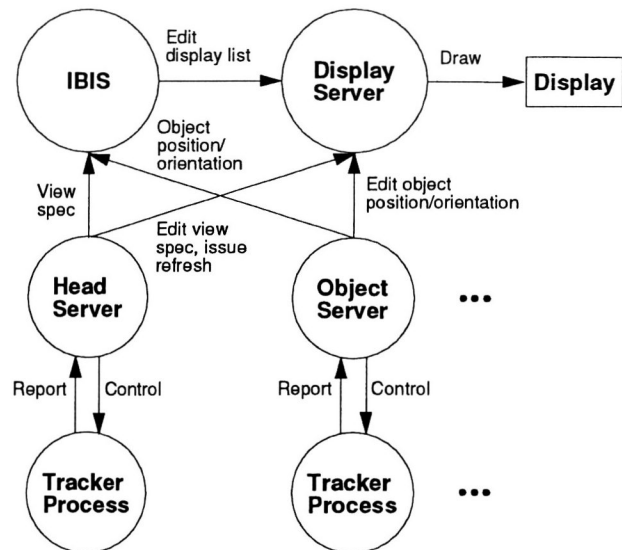 Edit
display list
IBIS
Display
Server
Draw
Display
Object
position/
orientation
View
spec
Edit object
position/orientation
Edit view
spec, issue
refresh
Head
Server
Object
Server
•••
Report
Control
Report
Control
Tracker
Process
Tracker
Process
•••